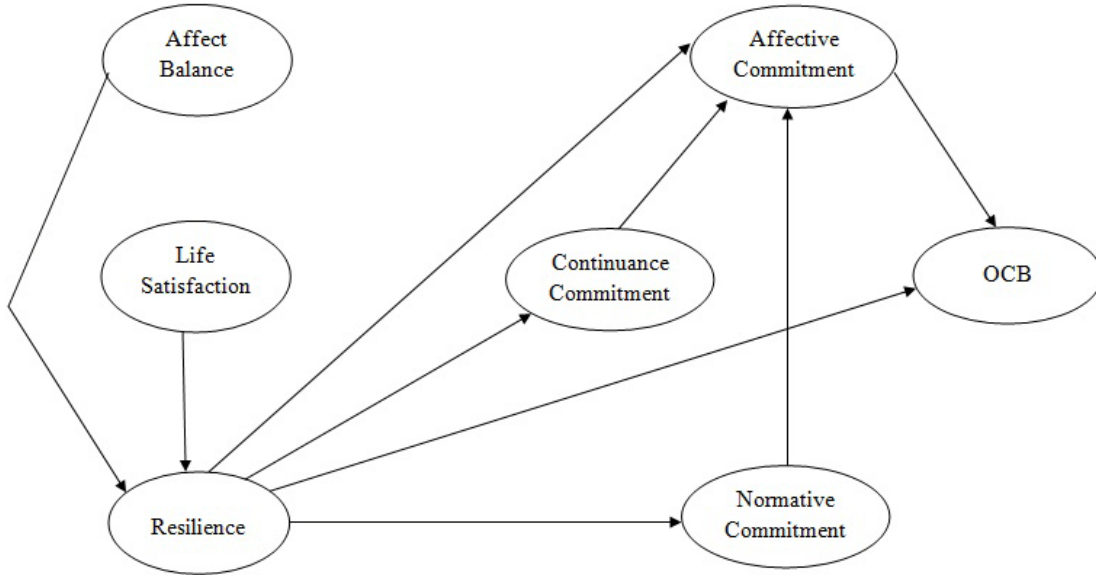 Affect
Balance
Affective
Commitment
Life
Satisfaction
Continuance
Commitment
OCB
Resilience
Normative
Commitment